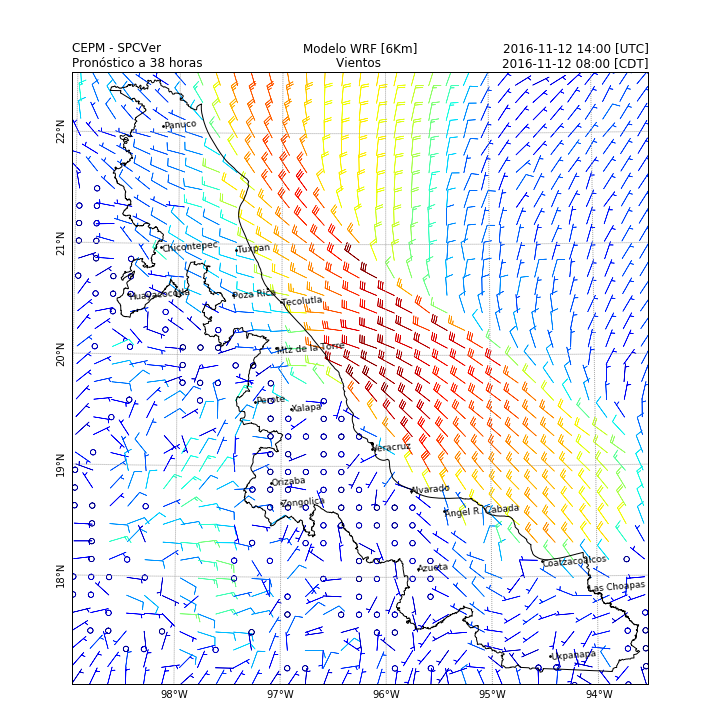 CEPM - SPCVer Modelo WRF [6Km] 2016-11-12 14:00 [UTC]
Pronóstico a 38 horas Vientos 2016-11-12 08:00 [CDT]
22°N
Panuco
21°N
Chicontepec
Tuxpan
Huayacocotla
Poza Rica
Tecolutla
20°N
Mtz de la Torre
Perote
Xalapa
19°N
Veracruz
Orizaba
Alvarado
Zongolica
Angel R. Cabada
18°N
Azueta
Coatzacoalcos
Las Choapas
Uxpanapa
98°W 97°W 96°W 95°W 94°W